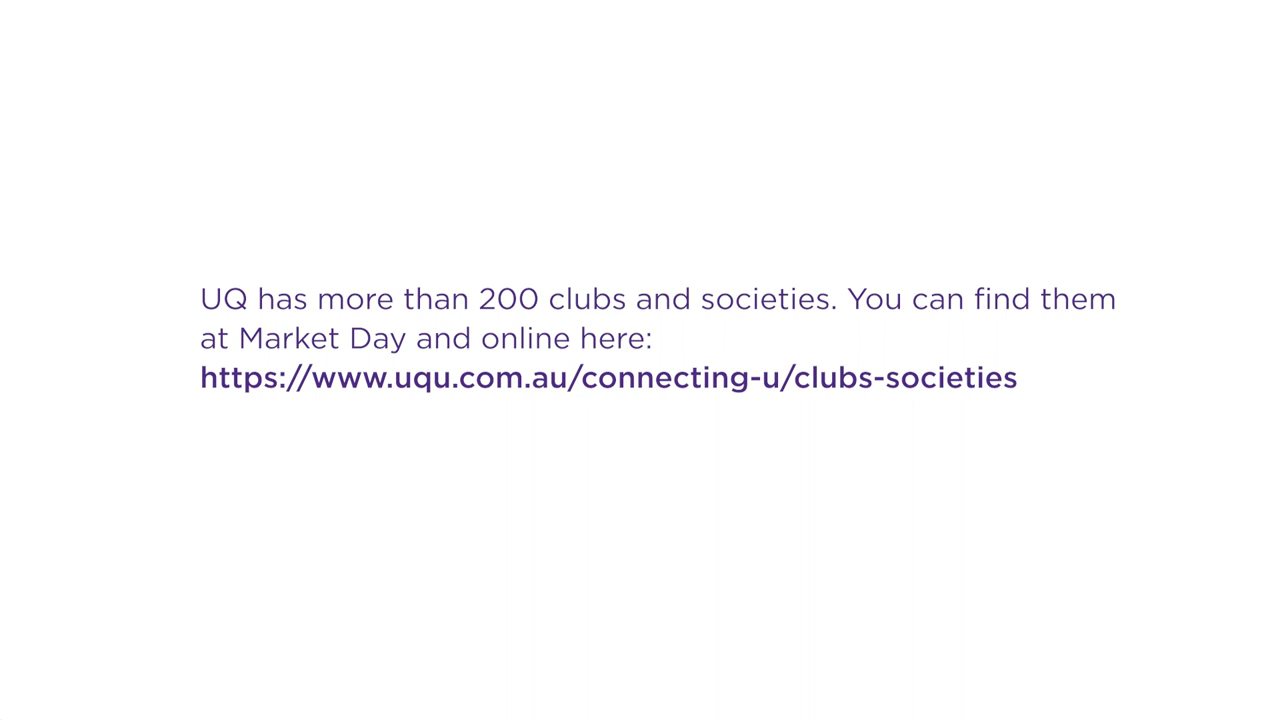 UQ has more than 200 clubs and societies. You can find them
at Market Day and online here:
https://www.uqu.com.au/connecting-u/clubs-societies